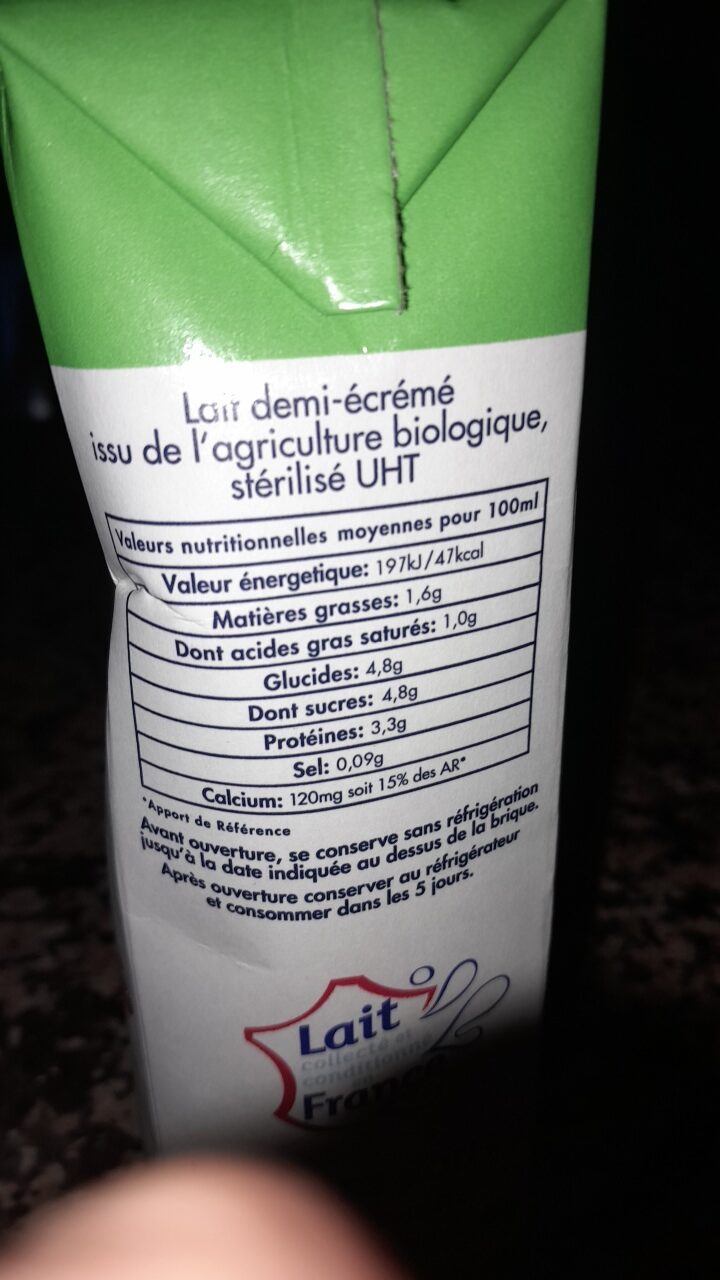 Lait demi-écrémé
issu de l'agriculture biologique,
stérilisé UHT
Valeurs nutritionnelles moyennes pour 100ml
Valeur énergetique: 197kJ/47kcal
Matières grasses: 1,6g
Dont acides gras saturés: 1,0g
Glucides: 4,8g
Dont sucres: 4,8g
Protéines: 3,3g
Sel: 0,09g
Calcium: 120mg soit 15% des AR*
*Apport de Référence
Avant ouverture, se conserve sans réfrigération
jusqu'à la date indiquée au dessus de la brique.
Après ouverture conserver au réfrigérateur
et consommer dans les 5 jours.
Lait
collecté et
conditionné
France